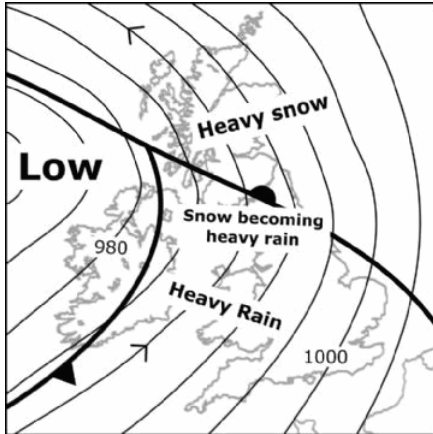 Heavy snow
Low
Snow becoming
heavy rain
980
Heavy Rain
1000